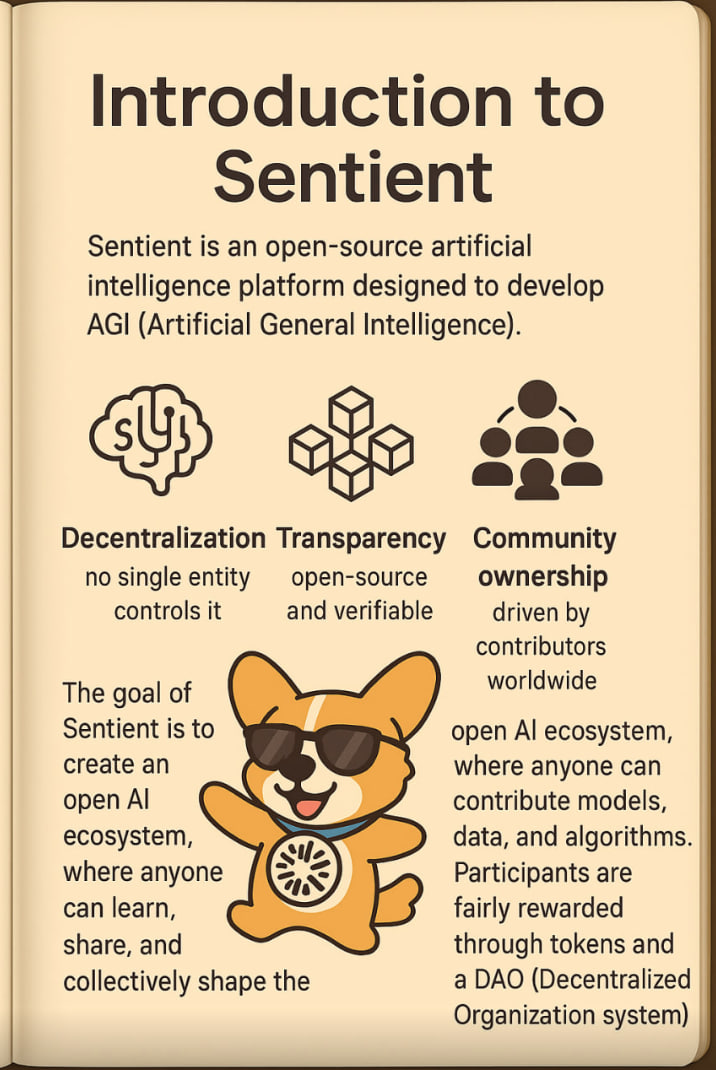 Introduction to
Sentient
Sentient is an open-source artificial
intelligence platform designed to develop
AGI (Artificial General Intelligence).
Decentralization
no single entity
controls it
Transparency
open-source
and verifiable
Community
ownership
driven by
contributors
worldwide
The goal of
Sentient is to
create an
open AI
ecosystem,
where anyone
can learn,
share, and
collectively shape the
open AI ecosystem,
where anyone can
contribute models,
data, and algorithms.
Participants are
fairly rewarded
through tokens and
a DAO (Decentralized
Organization system)